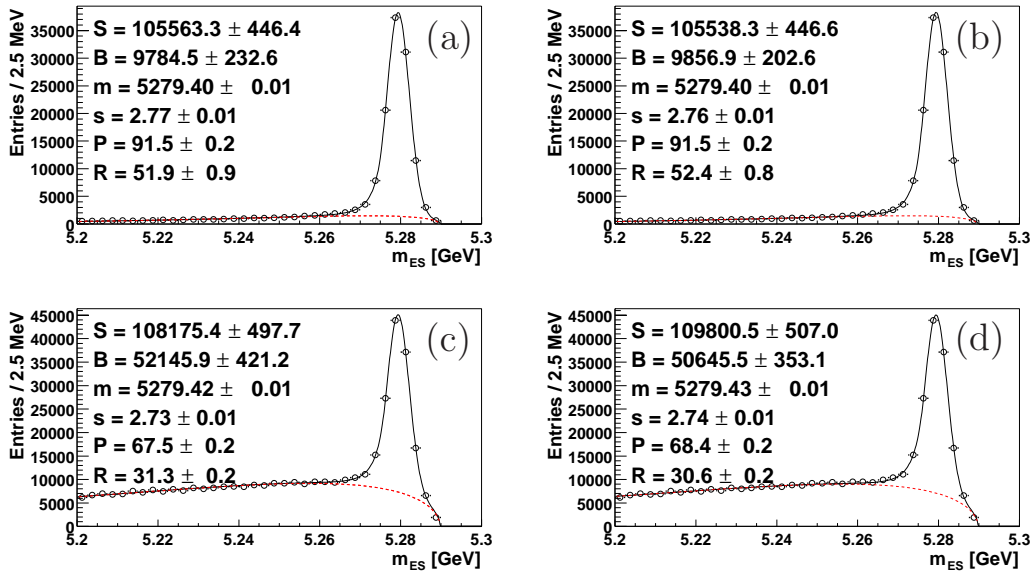 Entries / 2.5 MeV
35000
30000
25000
20000
15000
10000
5000
0
5.2
5.22
5.24
5.26
5.28
5.3
m_ES [GeV]
S = 105563.3 ± 446.4
B = 9784.5 ± 232.6
m = 5279.40 ± 0.01
s = 2.77 ± 0.01
P = 91.5 ± 0.2
R = 51.9 ± 0.9
(a)
Entries / 2.5 MeV
35000
30000
25000
20000
15000
10000
5000
0
5.2
5.22
5.24
5.26
5.28
5.3
m_ES [GeV]
S = 105538.3 ± 446.6
B = 9856.9 ± 202.6
m = 5279.40 ± 0.01
s = 2.76 ± 0.01
P = 91.5 ± 0.2
R = 52.4 ± 0.8
(b)
Entries / 2.5 MeV
45000
40000
35000
30000
25000
20000
15000
10000
5000
0
5.2
5.22
5.24
5.26
5.28
5.3
m_ES [GeV]
S = 108175.4 ± 497.7
B = 52145.9 ± 421.2
m = 5279.42 ± 0.01
s = 2.73 ± 0.01
P = 67.5 ± 0.2
R = 31.3 ± 0.2
(c)
Entries / 2.5 MeV
45000
40000
35000
30000
25000
20000
15000
10000
5000
0
5.2
5.22
5.24
5.26
5.28
5.3
m_ES [GeV]
S = 109800.5 ± 507.0
B = 50645.5 ± 353.1
m = 5279.43 ± 0.01
s = 2.74 ± 0.01
P = 68.4 ± 0.2
R = 30.6 ± 0.2
(d)